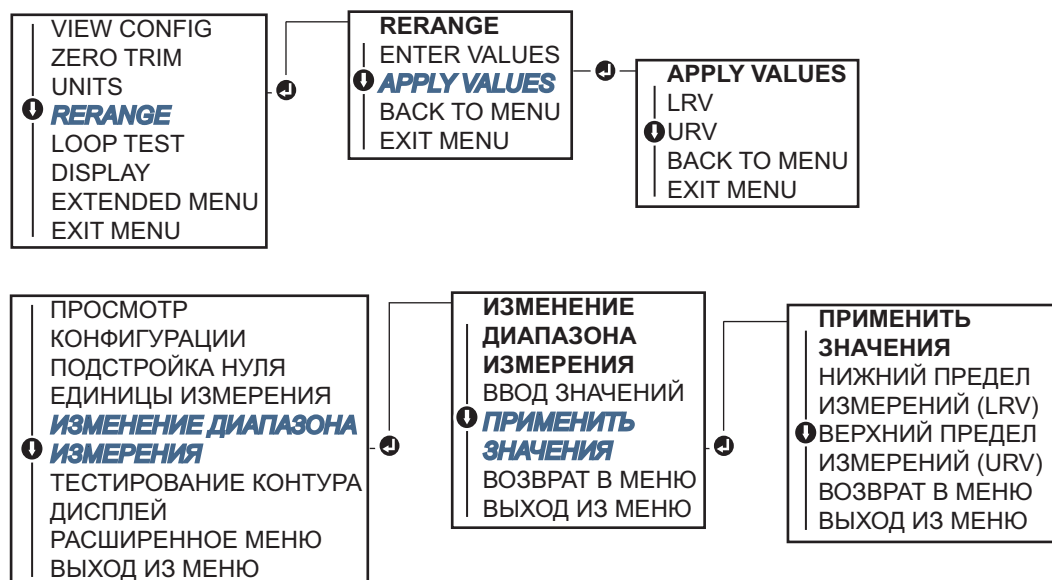 VIEW CONFIG
ZERO TRIM
UNITS
RERANGE
LOOP TEST
DISPLAY
EXTENDED MENU
EXIT MENU
RERANGE
ENTER VALUES
APPLY VALUES
BACK TO MENU
EXIT MENU
APPLY VALUES
LRV
URV
BACK TO MENU
EXIT MENU
ПРОСМОТР
КОНФИГУРАЦИИ
ПОДСТРОЙКА НУЛЯ
ЕДИНИЦЫ ИЗМЕРЕНИЯ
ИЗМЕНЕНИЕ ДИАПАЗОНА
ИЗМЕРЕНИЯ
ТЕСТИРОВАНИЕ КОНТУРА
ДИСПЛЕЙ
РАСШИРЕННОЕ МЕНЮ
ВЫХОД ИЗ МЕНЮ
ИЗМЕНЕНИЕ
ДИАПАЗОНА
ИЗМЕРЕНИЯ
ВВОД ЗНАЧЕНИЙ
ПРИМЕНИТЬ
ЗНАЧЕНИЯ
ВОЗВРАТ В МЕНЮ
ВЫХОД ИЗ МЕНЮ
ПРИМЕНИТЬ
ЗНАЧЕНИЯ
НИЖНИЙ ПРЕДЕЛ
ИЗМЕРЕНИЙ (LRV)
ВЕРХНИЙ ПРЕДЕЛ
ИЗМЕРЕНИЙ (URV)
ВОЗВРАТ В МЕНЮ
ВЫХОД ИЗ МЕНЮ